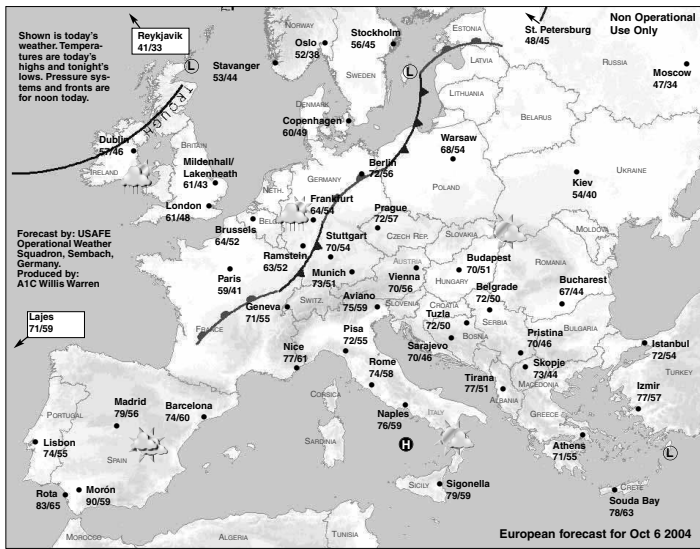 Shown is today's
weather. Tempera-
tures are today's
highs and tonight's
lows. Pressure sys-
tems and fronts are
for noon today.
Reykjavik
41/33
NORWAY
Oslo
52/38
Stockholm
56/45
Stavanger
53/44
SWEDEN
ESTONIA
LATVIA
LITHUANIA
St. Petersburg
48/45
Non Operational
Use Only
RUSSIA
Moscow
47/34
L
L
TROUGH
DENMARK
Copenhagen
60/49
BELARUS
Dublin
57/46
IRELAND
BRITAIN
Mildenhall/
Lakenheath
61/43
London
61/48
NETH.
GERMANY
Berlin
72/56
Warsaw
68/54
POLAND
Kiev
54/40
UKRAINE
Frankfurt
64/54
Prague
72/57
BELG.
Brussels
64/52
Ramstein
63/52
Stuttgart
70/54
CZECH REP.
SLOVAKIA
MOLDOVA
Forecast by: USAFE
Operational Weather
Squadron, Sembach,
Germany.
Produced by:
A1C Willis Warren
Paris
59/41
Munich
73/51
AUSTRIA
Vienna
70/56
Budapest
70/51
HUNGARY
ROMANIA
Lajes
71/59
FRANCE
Geneva
71/55
SWITZ.
Aviano
75/59
SLOVENIA
CROATIA
Belgrade
72/50
Bucharest
67/44
Tuzla
72/50
BOSNIA
SERBIA
Pisa
72/55
Sarajevo
70/46
Pristina
70/46
BULGARIA
Istanbul
72/54
Nice
77/61
Rome
74/58
Skopje
73/44
MACEDONIA
TURKEY
Tirana
77/51
ALBANIA
Izmir
77/57
PORTUGAL
Madrid
79/56
Barcelona
74/60
CORSICA
Naples
76/59
ITALY
GREECE
Lisbon
74/55
SPAIN
SARDINIA
H
Athens
71/55
L
Rota
83/65
Morón
90/59
SICILY
Sigonella
79/59
CRETE
Souda Bay
78/63
MOROCCO
ALGERIA
TUNISIA
European forecast for Oct 6 2004